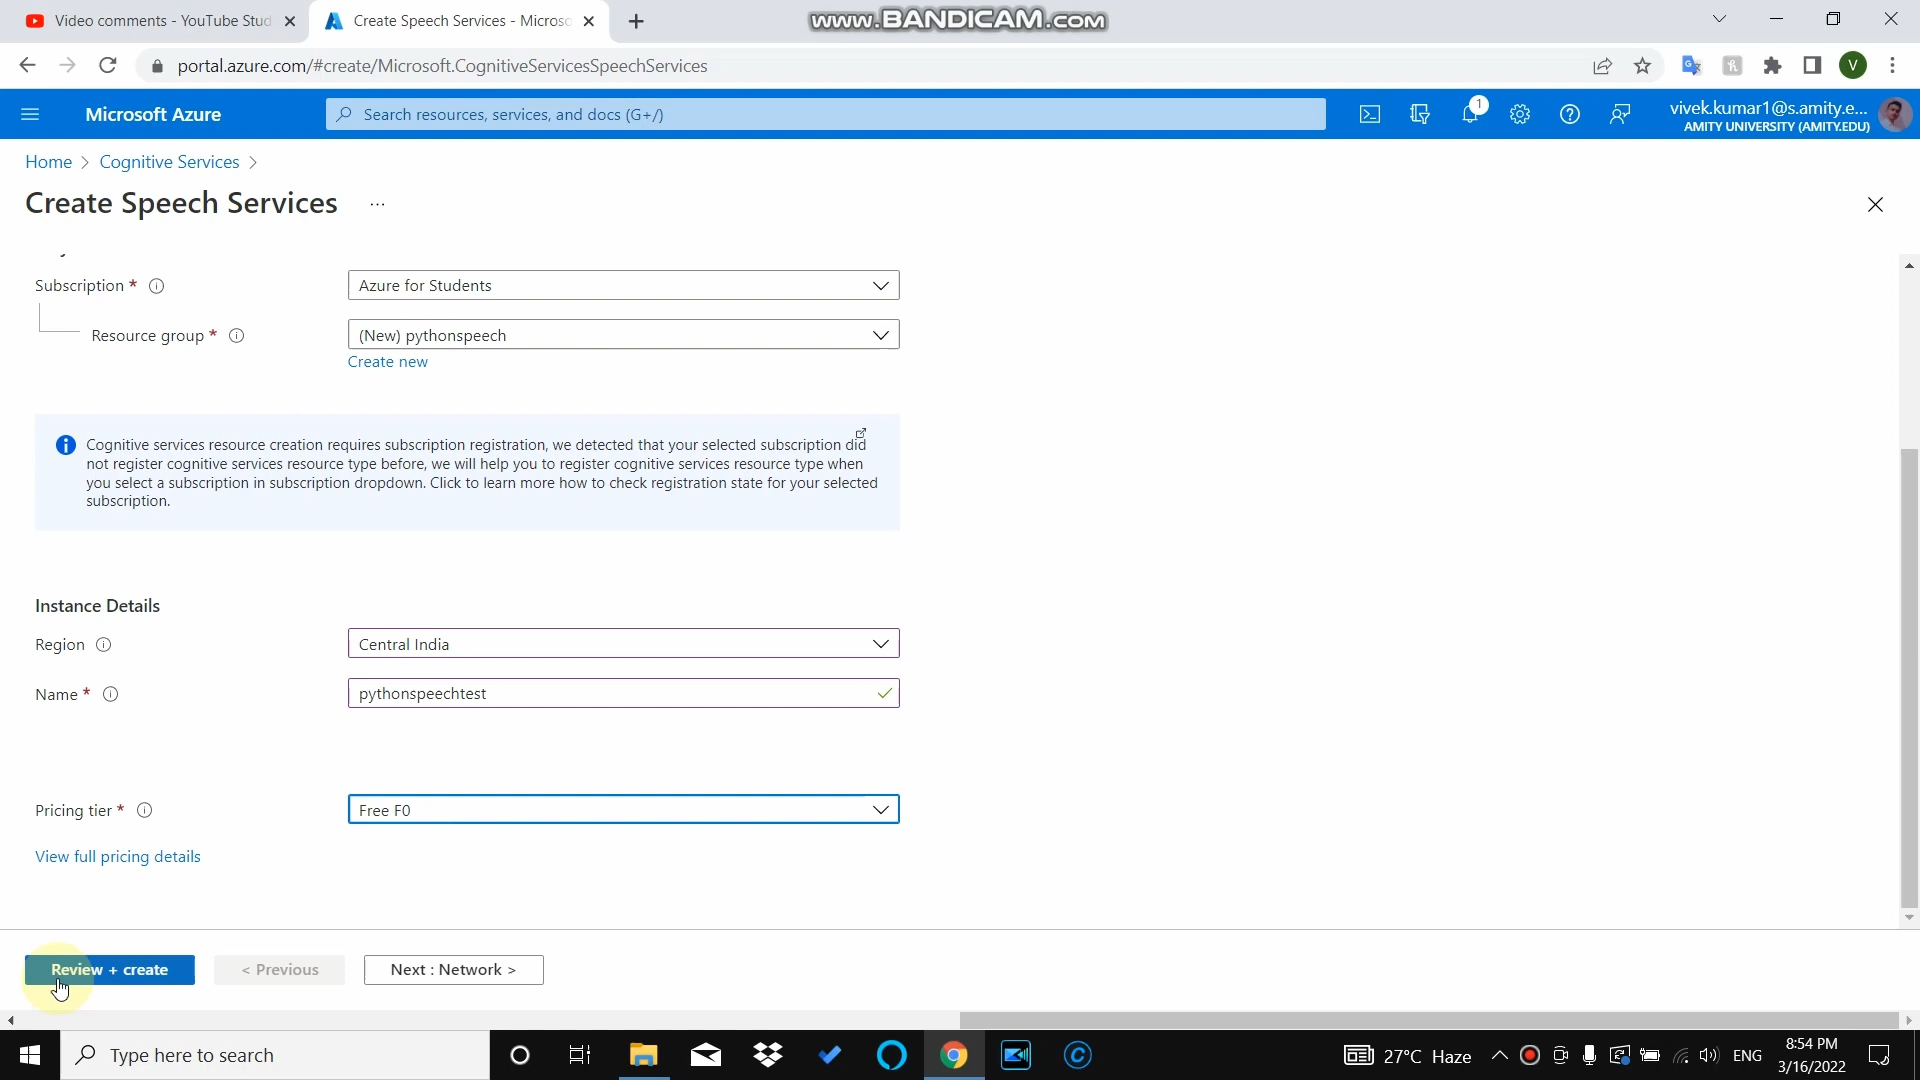 Video comments - YouTube Stud
Create Speech Services - Microso
www.BANDICAM.com
portal.azure.com/#create/Microsoft.CognitiveServicesSpeechServices
V
Microsoft Azure
Search resources, services, and docs (G+/)
1
vivek.kumar1@s.amity.e...
AMITY UNIVERSITY (AMITY.EDU)
Home > Cognitive Services >
Create Speech Services ...
Subscription * Azure for Students
Resource group * (New) pythonspeech
Create new
Cognitive services resource creation requires subscription registration, we detected that your selected subscription did
not register cognitive services resource type before, we will help you to register cognitive services resource type when
you select a subscription in subscription dropdown. Click to learn more how to check registration state for your selected
subscription.
Instance Details
Region Central India
Name * pythonspeechtest
Pricing tier * Free F0
View full pricing details
Review + create < Previous Next : Network >
Type here to search
27°C Haze ENG
8:54 PM
3/16/2022